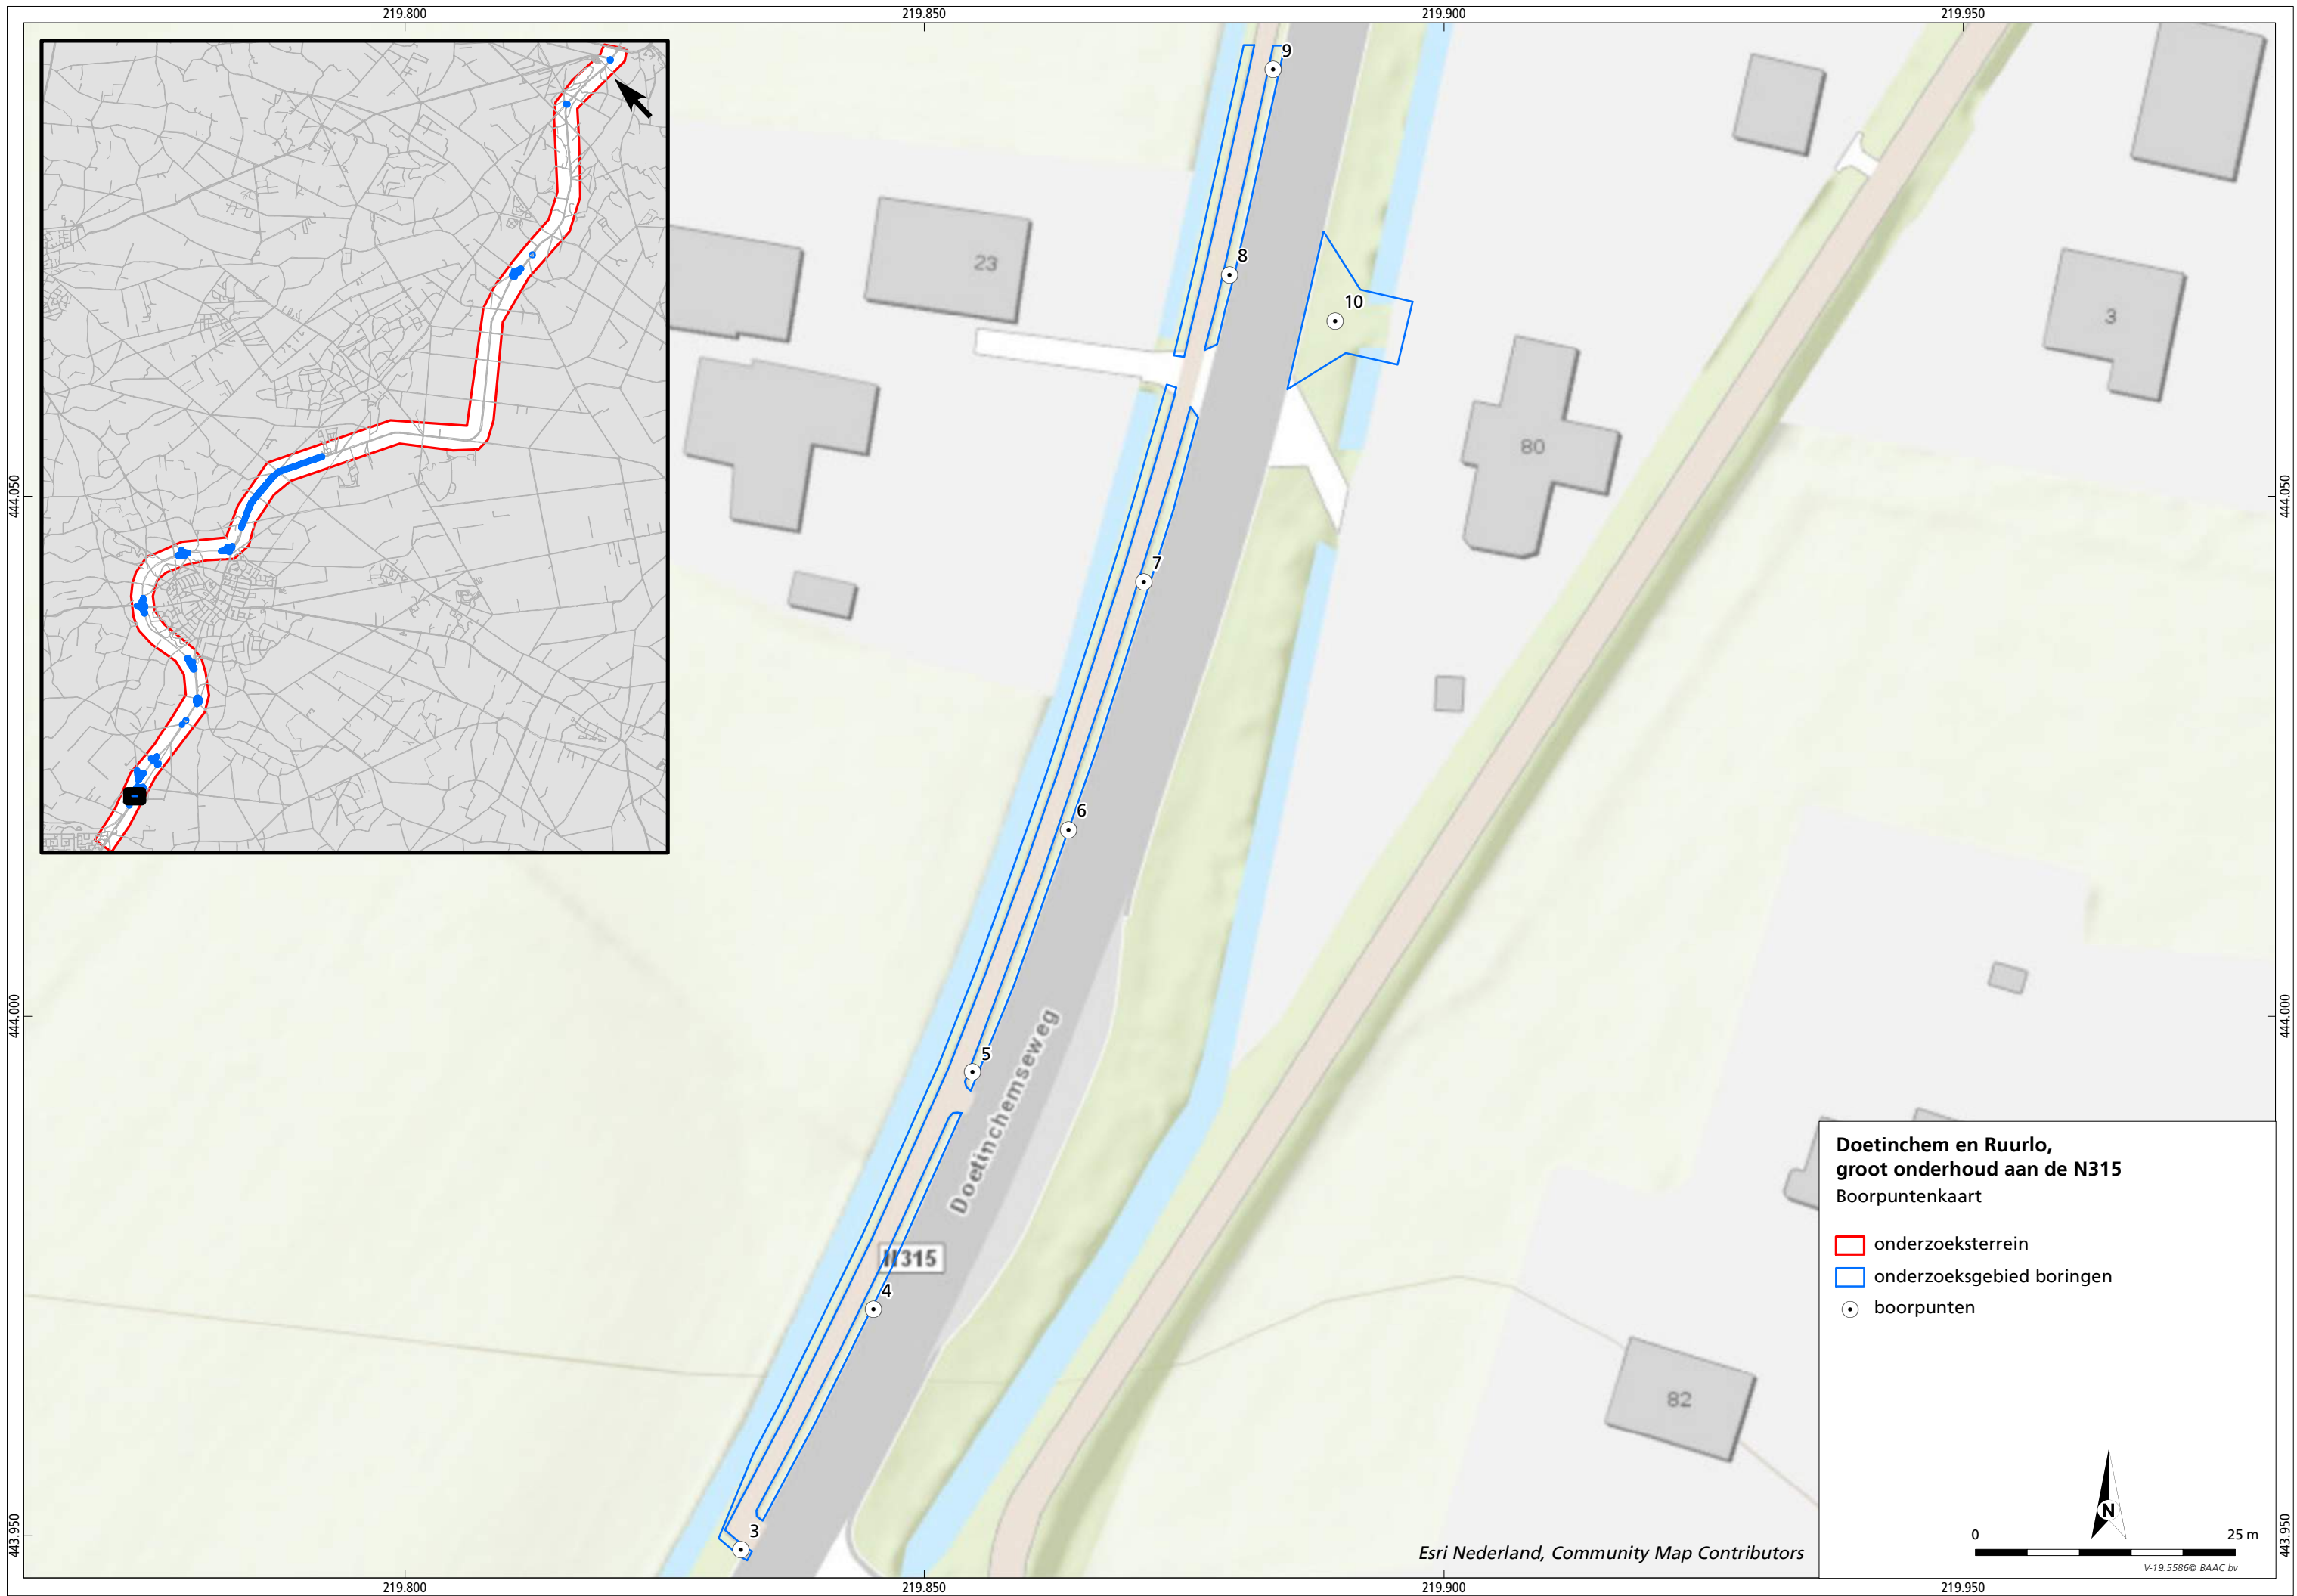 219.800
219.850
219.900
219.950
9
8
23
10
3
80
444.050
444.050
7
6
444.000
444.000
5
Doetinchemseweg
N315
4
82
3
443.950
443.950
Doetinchem en Ruurlo,
groot onderhoud aan de N315
Boorpuntenkaart
onderzoeksterrein
onderzoeksgebied boringen
boorpunten
N
0 25 m
V-19.5586© BAAC bv
Esri Nederland, Community Map Contributors
219.800
219.850
219.900
219.950